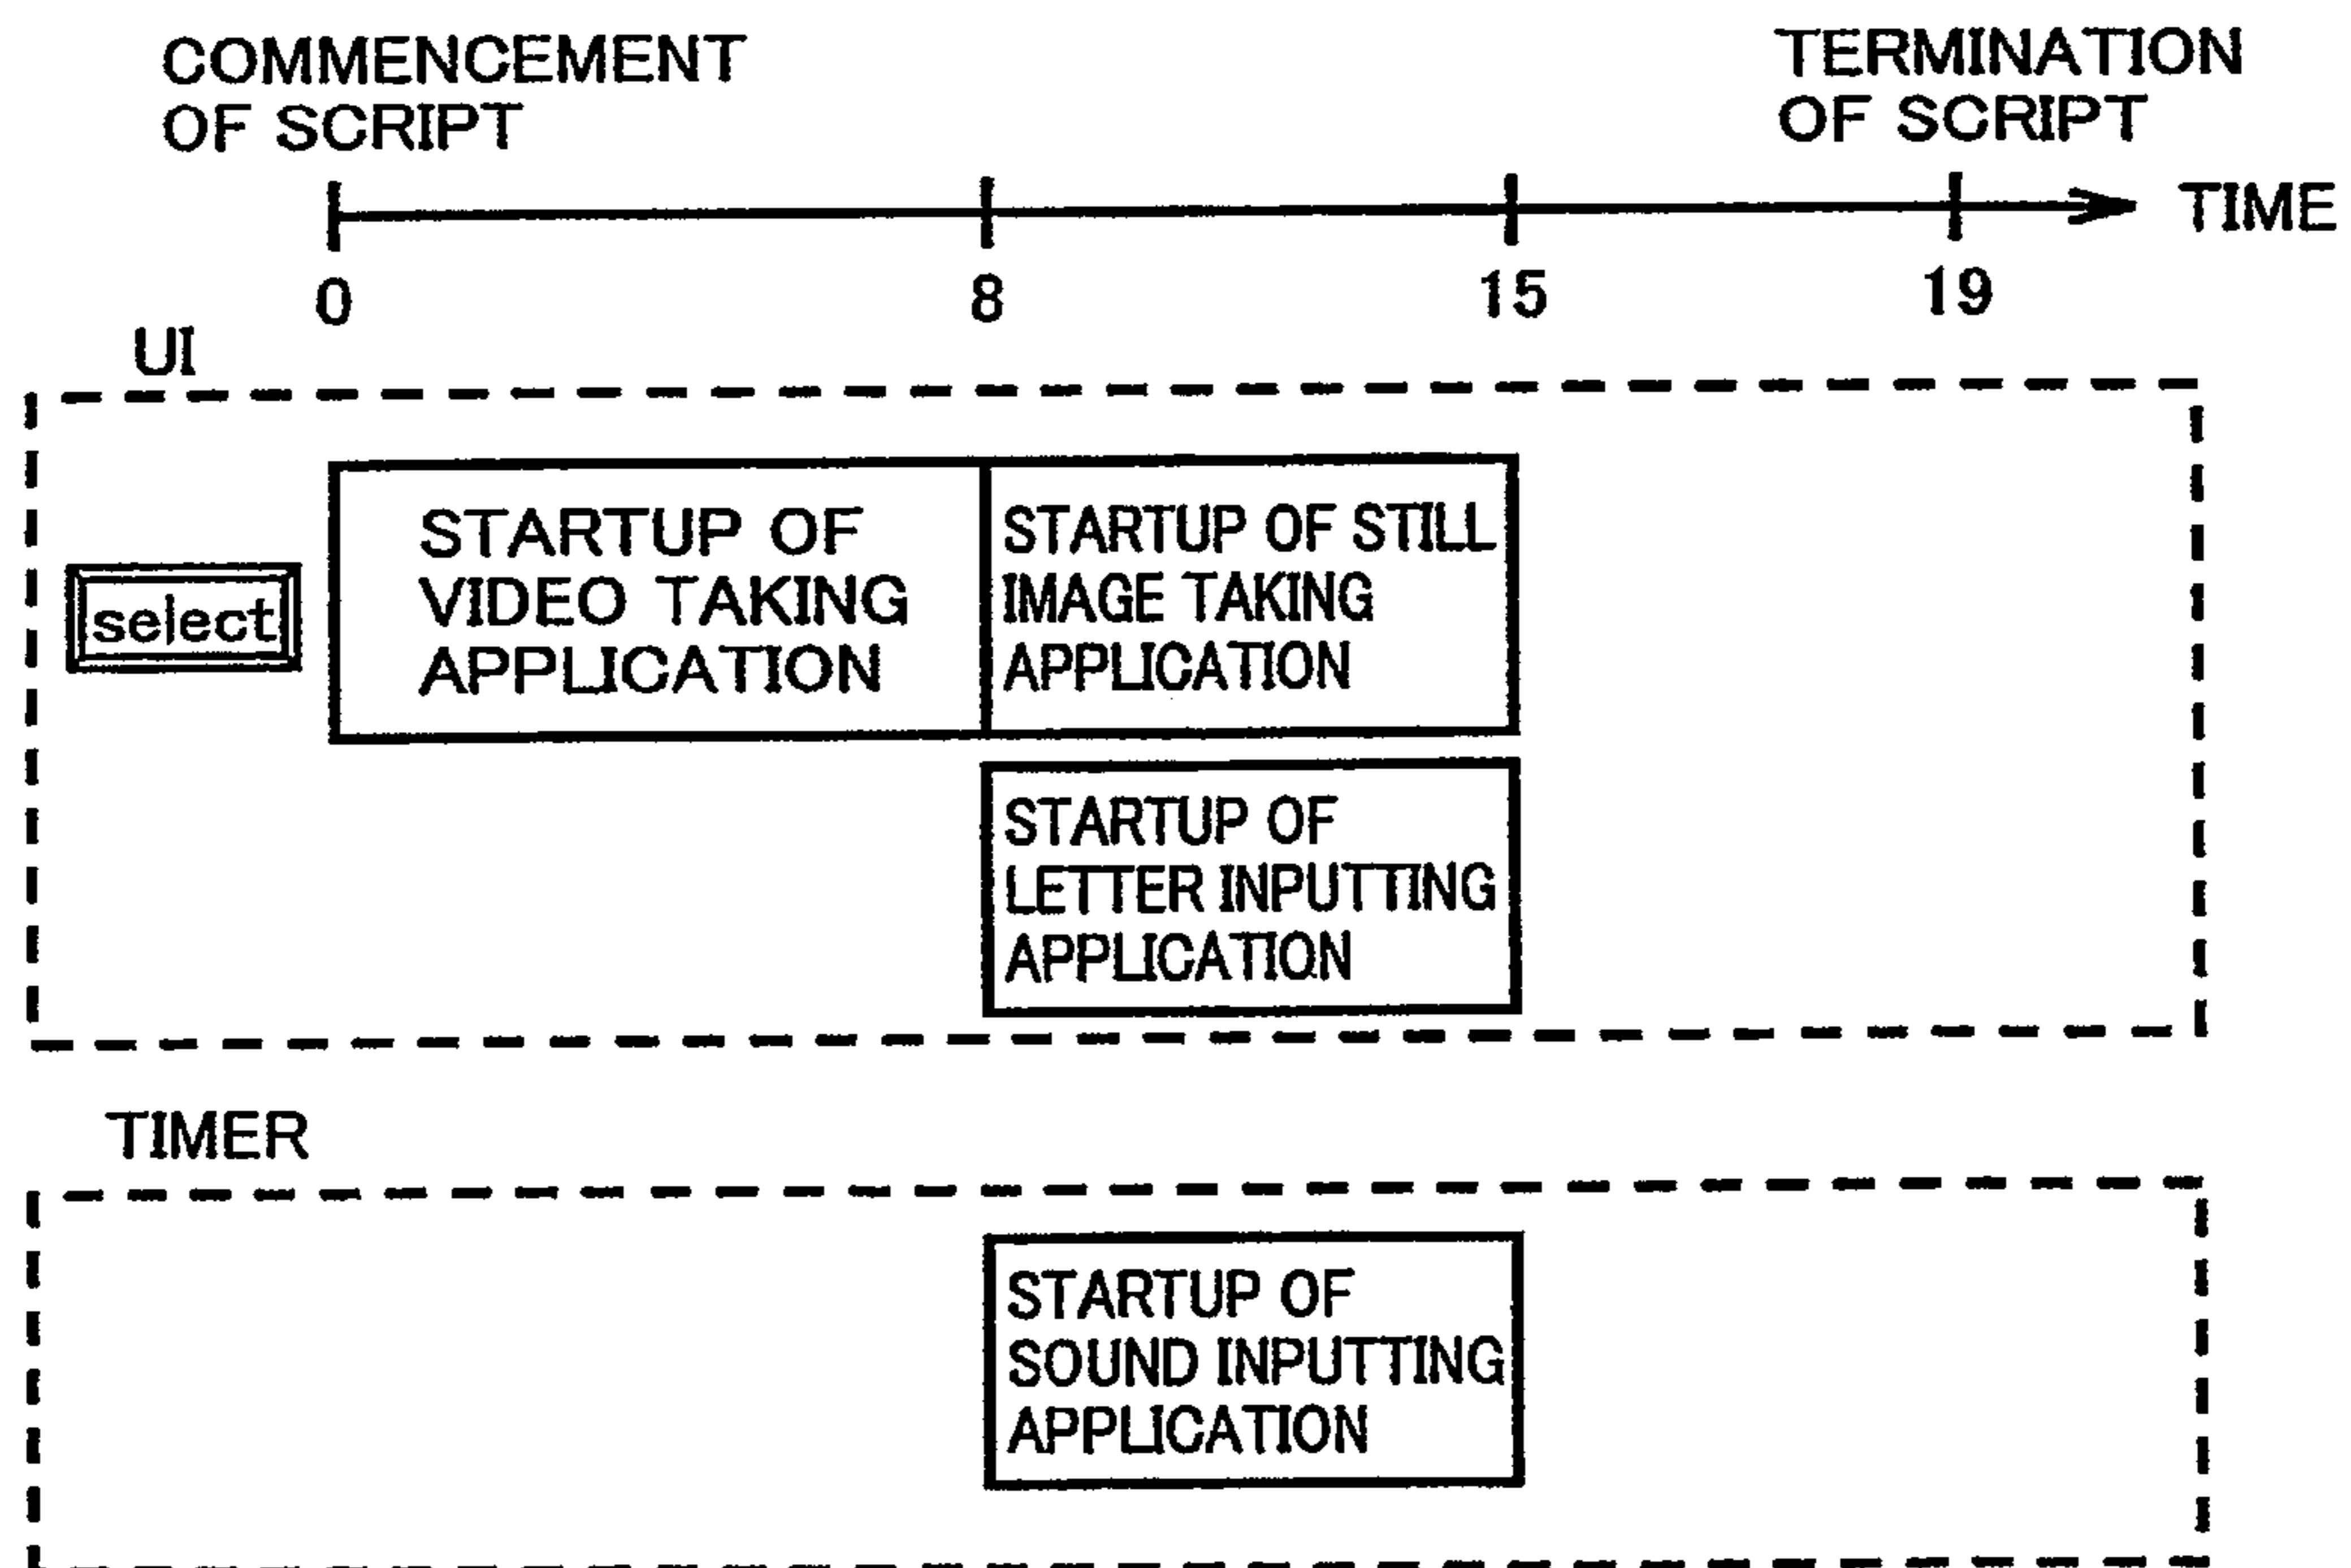 COMMENCEMENT
OF SCRIPT
TERMINATION
OF SCRIPT
TIME
0
8
15
19
UI
select
STARTUP OF
VIDEO TAKING
APPLICATION
STARTUP OF STILL
IMAGE TAKING
APPLICATION
STARTUP OF
LETTER INPUTTING
APPLICATION
TIMER
STARTUP OF
SOUND INPUTTING
APPLICATION